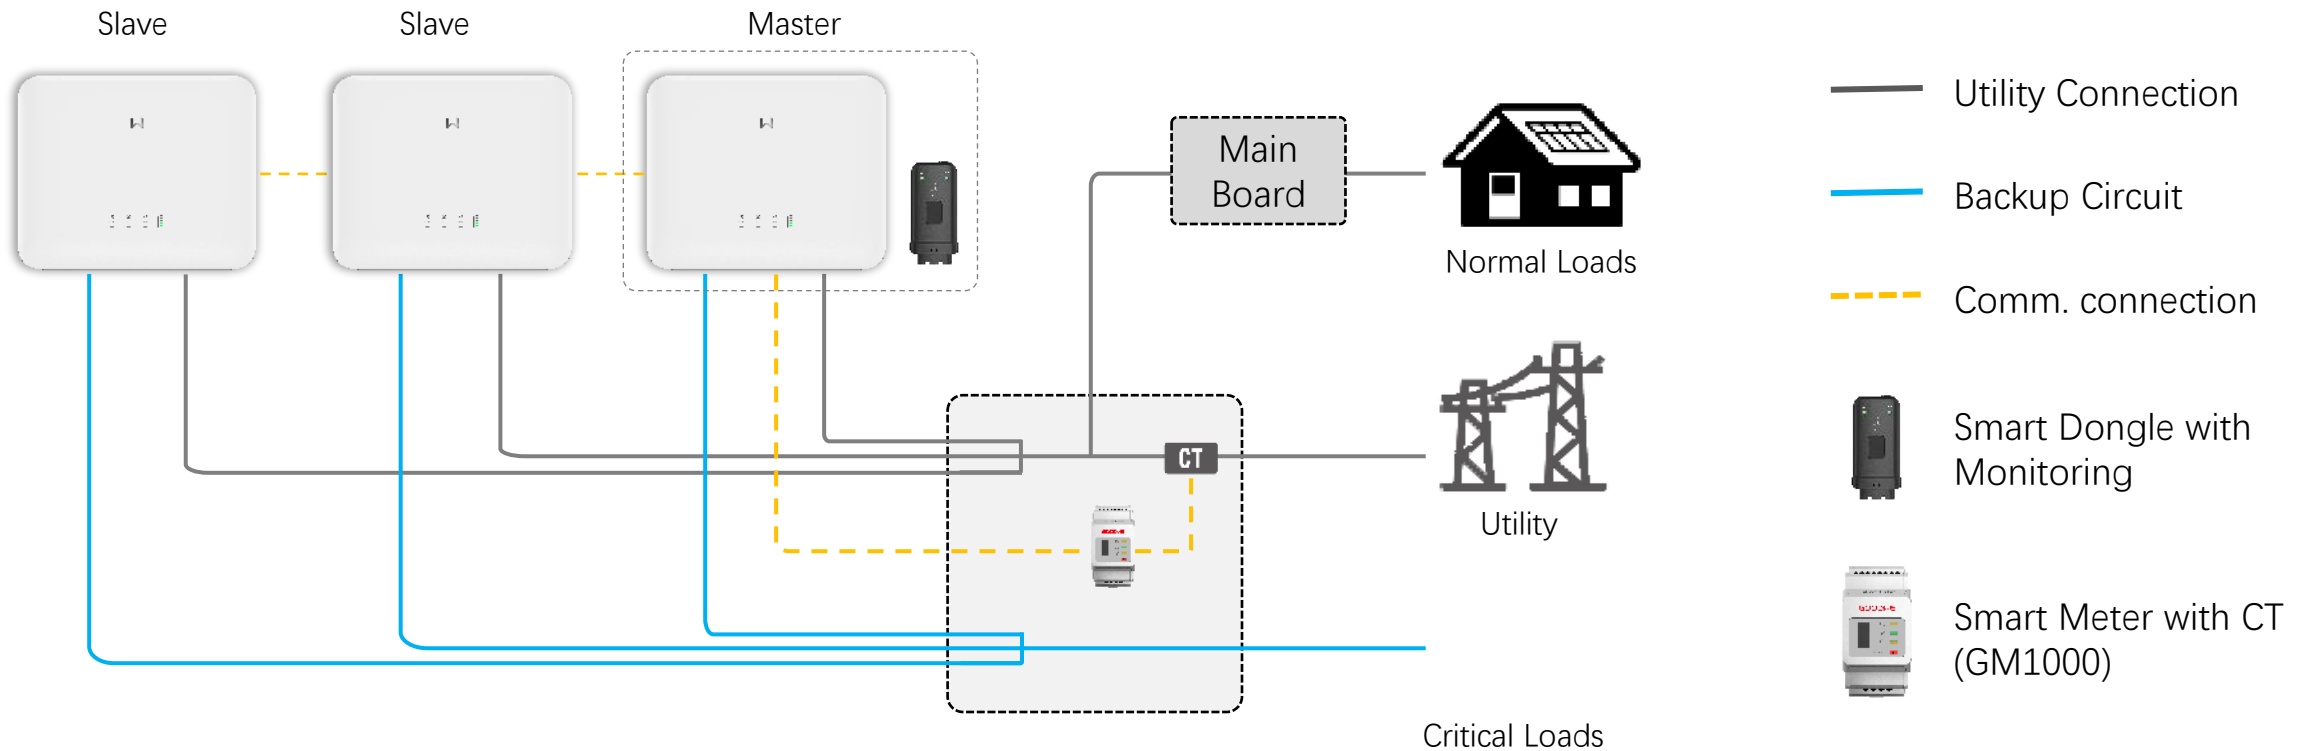 Slave
Slave
Master
Main
Board
Normal Loads
CT
Utility
Critical Loads
Utility Connection
Backup Circuit
Comm. connection
Smart Dongle with
Monitoring
Smart Meter with CT
(GM1000)